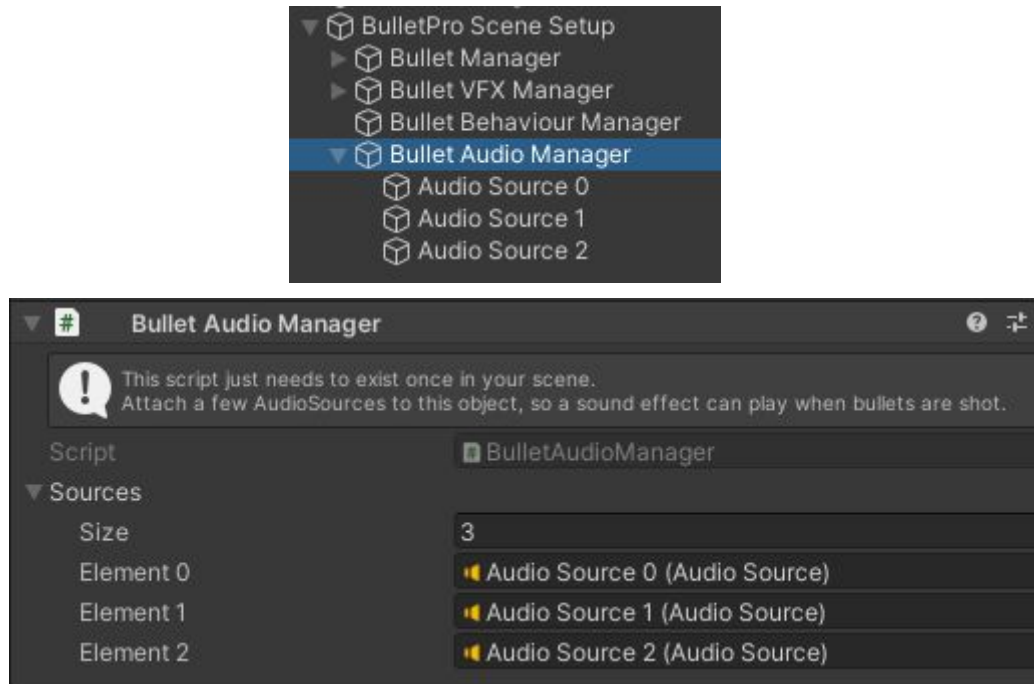 BulletPro Scene Setup
Bullet Manager
Bullet VFX Manager
Bullet Behaviour Manager
Bullet Audio Manager
Audio Source 0
Audio Source 1
Audio Source 2
# Bullet Audio Manager
This script just needs to exist once in your scene.
Attach a few AudioSources to this object, so a sound effect can play when bullets are shot.
Script BulletAudioManager
Sources
Size 3
Element 0 Audio Source 0 (Audio Source)
Element 1 Audio Source 1 (Audio Source)
Element 2 Audio Source 2 (Audio Source)